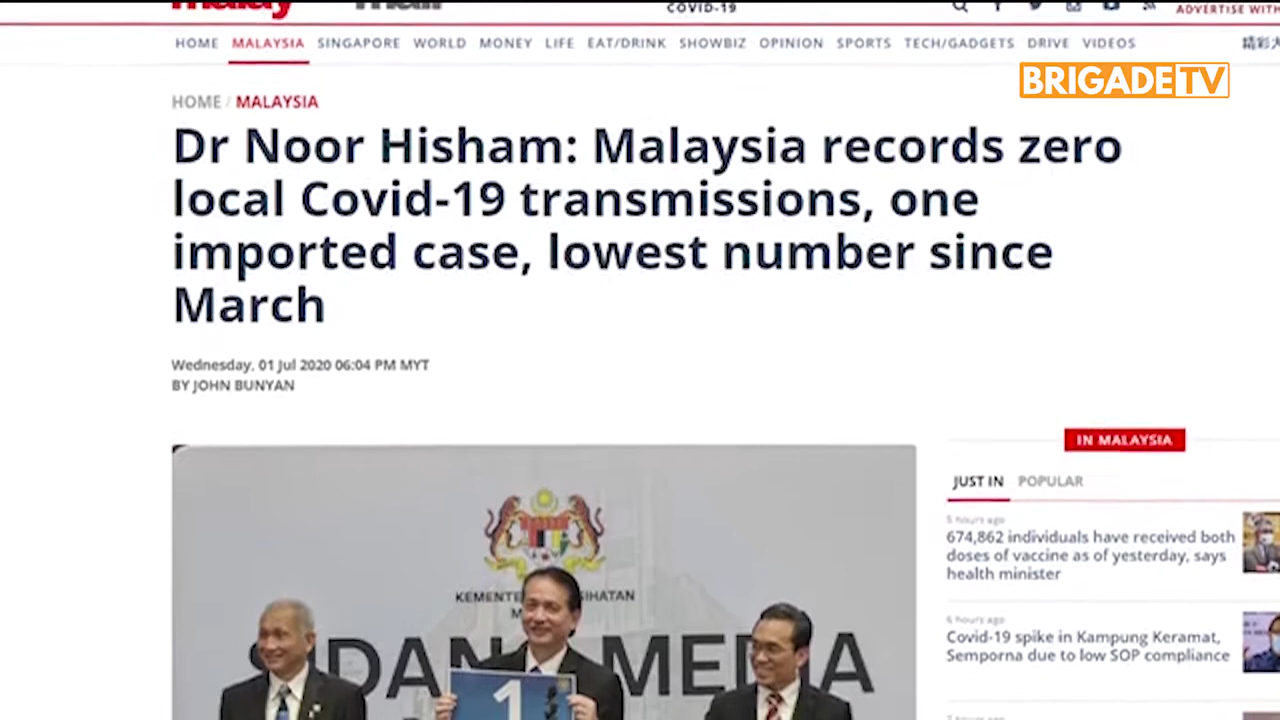 COVID-19
ADVERTISE WITH
HOME MALAYSIA SINGAPORE WORLD MONEY LIFE EAT/DRINK SHOWBIZ OPINION SPORTS TECH/GADGETS DRIVE VIDEOS
BRIGADE TV
HOME / MALAYSIA
Dr Noor Hisham: Malaysia records zero
local Covid-19 transmissions, one
imported case, lowest number since
March
Wednesday, 01 Jul 2020 06:04 PM MYT
BY JOHN BUNYAN
IN MALAYSIA
JUST IN POPULAR
5 hours ago
674,862 individuals have received both
doses of vaccine as of yesterday, says
health minister
6 hours ago
Covid-19 spike in Kampung Keramat,
Semporna due to low SOP compliance
MEDIA
1